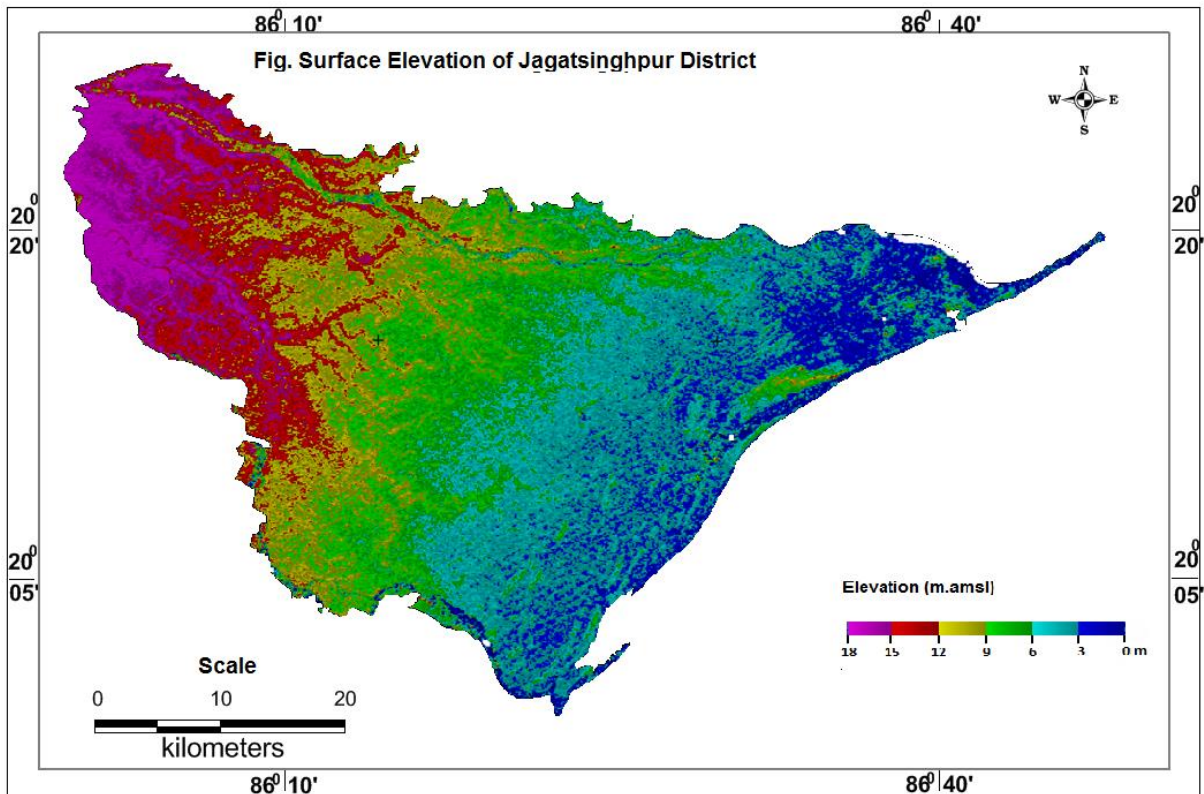 86⁰ 10'
86⁰ 40'
Fig. Surface Elevation of Jagatsinghpur District
N
W E
S
20⁰
20'
20⁰
20'
20⁰
05'
20⁰
05'
Elevation (m.amsl)
18 15 12 9 6 3 0 m
Scale
0 10 20
kilometers
86⁰ 10'
86⁰ 40'